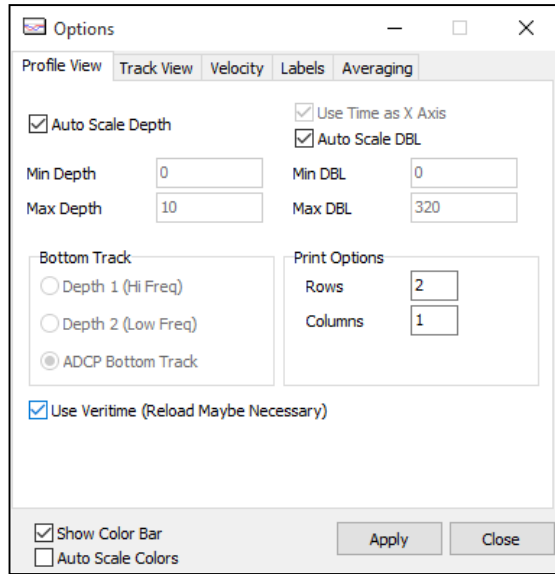 Options
Profile View Track View Velocity Labels Averaging
Use Time as X Axis
Auto Scale Depth
Auto Scale DBL
Min Depth 0 Min DBL 0
Max Depth 10 Max DBL 320
Bottom Track Print Options
Depth 1 (Hi Freq) Rows 2
Depth 2 (Low Freq) Columns 1
ADCP Bottom Track
Use Veritime (Reload Maybe Necessary)
Show Color Bar
Apply Close
Auto Scale Colors